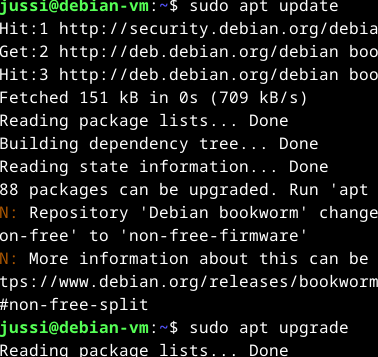 jussi@debian-vm:~$ sudo apt update
Hit:1 http://security.debian.org/debia
Get:2 http://deb.debian.org/debian boo
Hit:3 http://deb.debian.org/debian boo
Fetched 151 kB in 0s (709 kB/s)
Reading package lists... Done
Building dependency tree... Done
Reading state information... Done
88 packages can be upgraded. Run 'apt
N: Repository 'Debian bookworm' change
on-free' to 'non-free-firmware'
N: More information about this can be
tps://www.debian.org/releases/bookworm
#non-free-split
jussi@debian-vm:~$ sudo apt upgrade
Reading package lists... Done